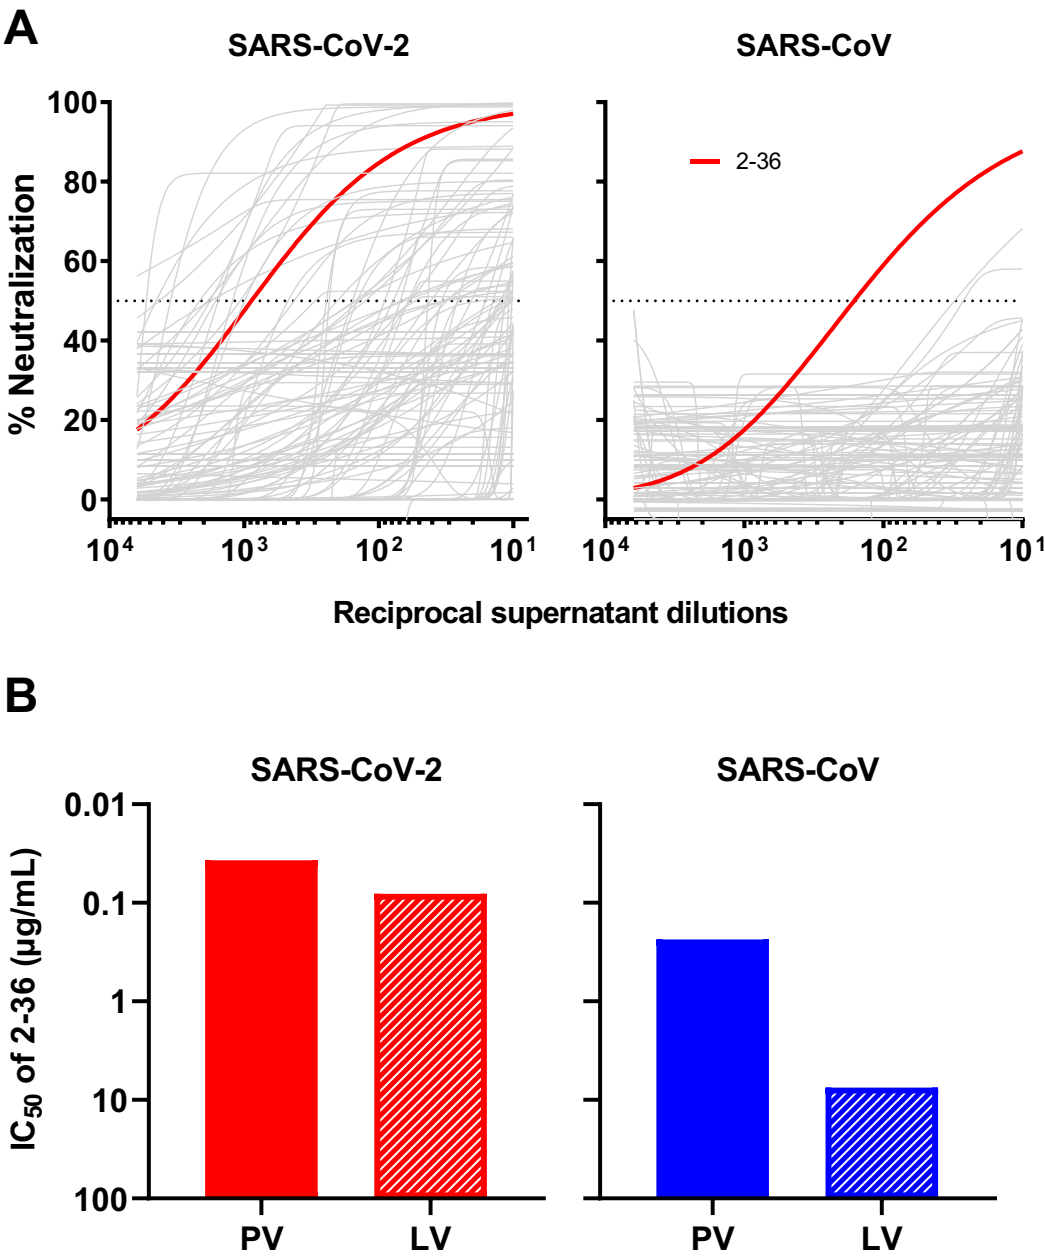 A
SARS-CoV-2
SARS-CoV
% Neutralization
100
80
60
40
20
0
2-36
10⁴
10³
10²
10¹
10⁴
10³
10²
10¹
Reciprocal supernatant dilutions
B
SARS-CoV-2
SARS-CoV
IC₅₀ of 2-36 (µg/mL)
0.01
0.1
1
10
100
PV
LV
PV
LV